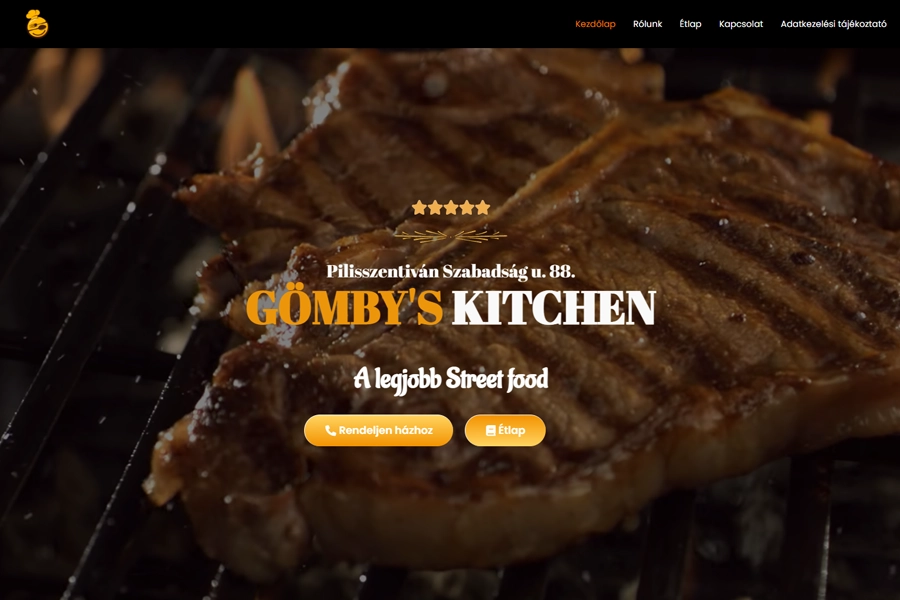 Kezdőlap Rólunk Étlap Kapcsolat Adatkezelési tájékoztató
Pilisszentiván Szabadság u. 88.
GÖMBY'S KITCHEN
A legjobb Street food
Rendeljen házhoz Étlap